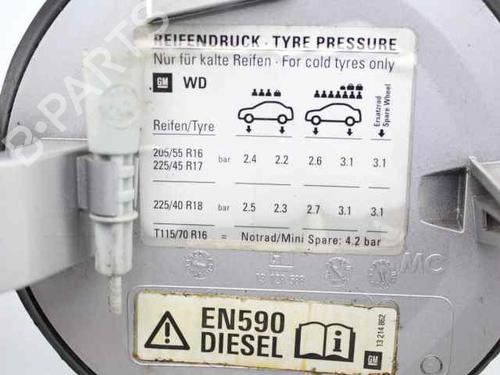 B-PARTS
REIFENDRUCK · TYRE PRESSURE
Nur für kalte Reifen · For cold tyres only
GM WD
Ersatzrad
Spare Wheel
Reifen/Tyre
205/55 R16
225/45 R17 bar 2.4 2.2 2.6 3.1 3.1
225/40 R18 bar 2.5 2.3 2.7 3.1 3.1
T115/70 R16 = Notrad/Mini Spare: 4.2 bar
MC
EN590
DIESEL
GM
13 214 862